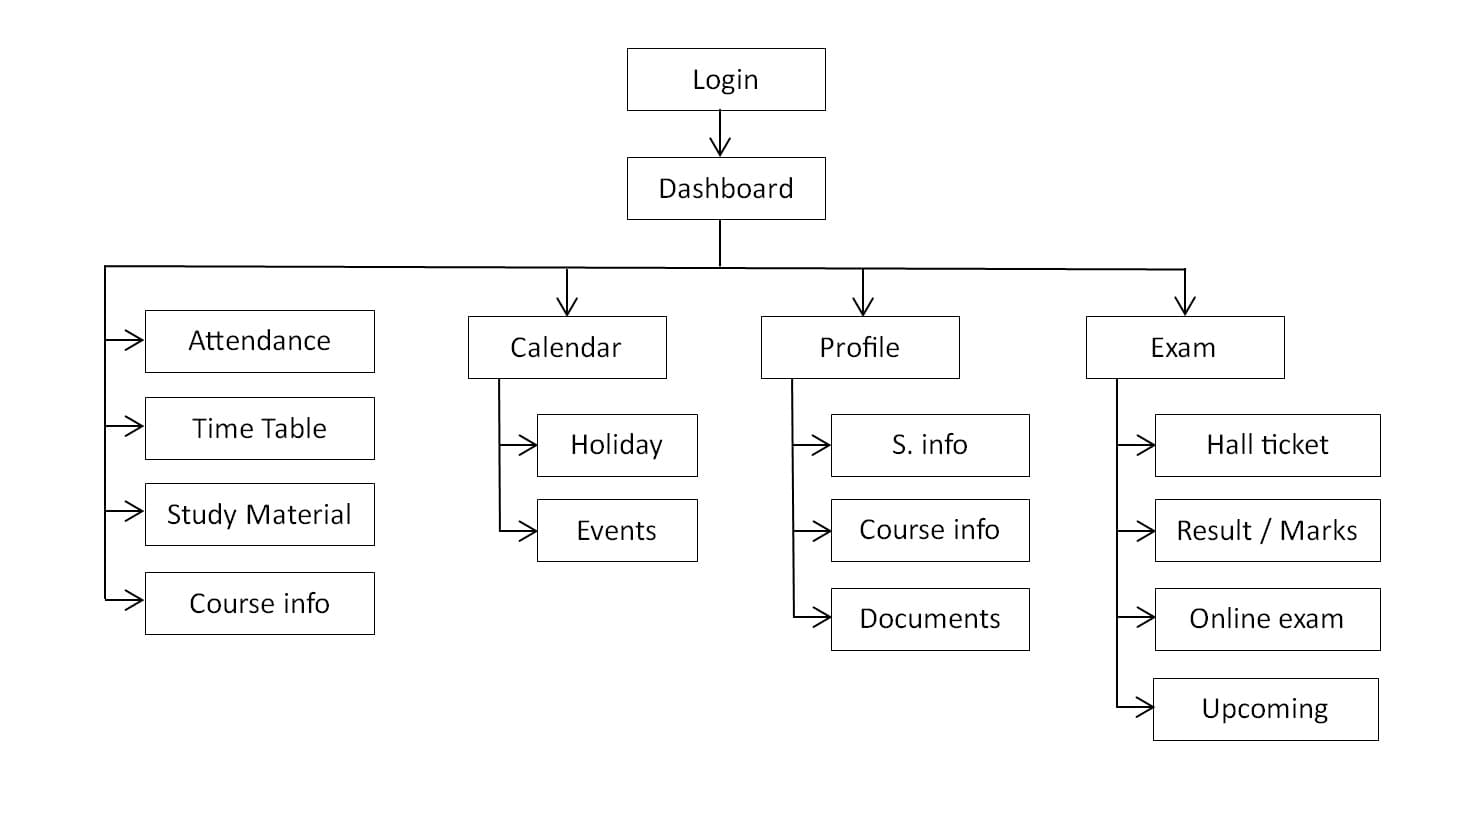 Login
Dashboard
Attendance
Time Table
Study Material
Course info
Calendar
Holiday
Events
Profile
S. info
Course info
Documents
Exam
Hall ticket
Result / Marks
Online exam
Upcoming